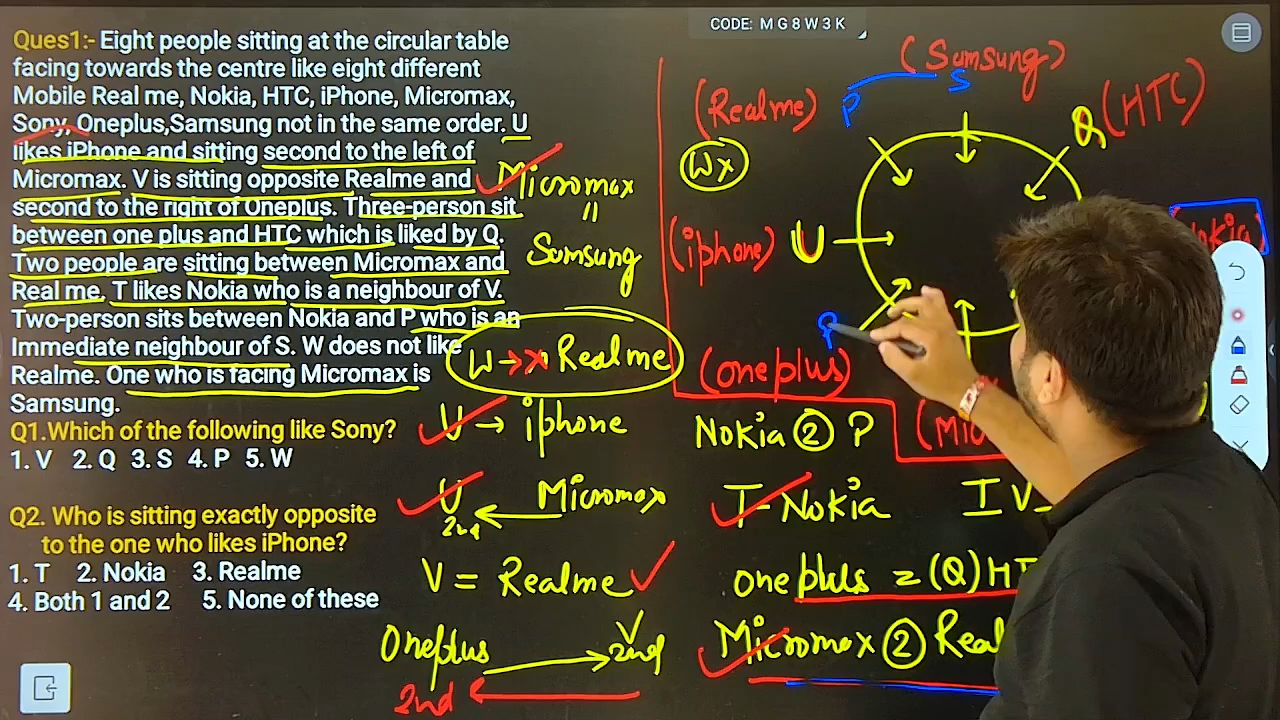 CODE: M G 8 W 3 K
Ques1:- Eight people sitting at the circular table
facing towards the centre like eight different
Mobile Real me, Nokia, HTC, iPhone, Micromax,
Sony, Oneplus,Samsung not in the same order. U
likes iPhone and sitting second to the left of
Micromax. V is sitting opposite Realme and
second to the right of Oneplus. Three-person sit
between one plus and HTC which is liked by Q.
Two people are sitting between Micromax and
Real me. T likes Nokia who is a neighbour of V.
Two-person sits between Nokia and P who is an
Immediate neighbour of S. W does not like
Realme. One who is facing Micromax is
Samsung.
Q1.Which of the following like Sony?
1. V 2. Q 3. S 4. P 5. W
Q2. Who is sitting exactly opposite
to the one who likes iPhone?
1. T 2. Nokia 3. Realme
4. Both 1 and 2 5. None of these
Micromax
=
Samsung
W → x Realme
U → iphone
U 2nd ← Micromax
V = Realme
Oneplus → V 2nd
2nd ←
(Samsung)
S
(Realme) P
Q (HTC)
Wx
(iphone) U
P
(oneplus)
Nokia ② P
T- Nokia
oneplus = (Q) HT
Micromax ② Real